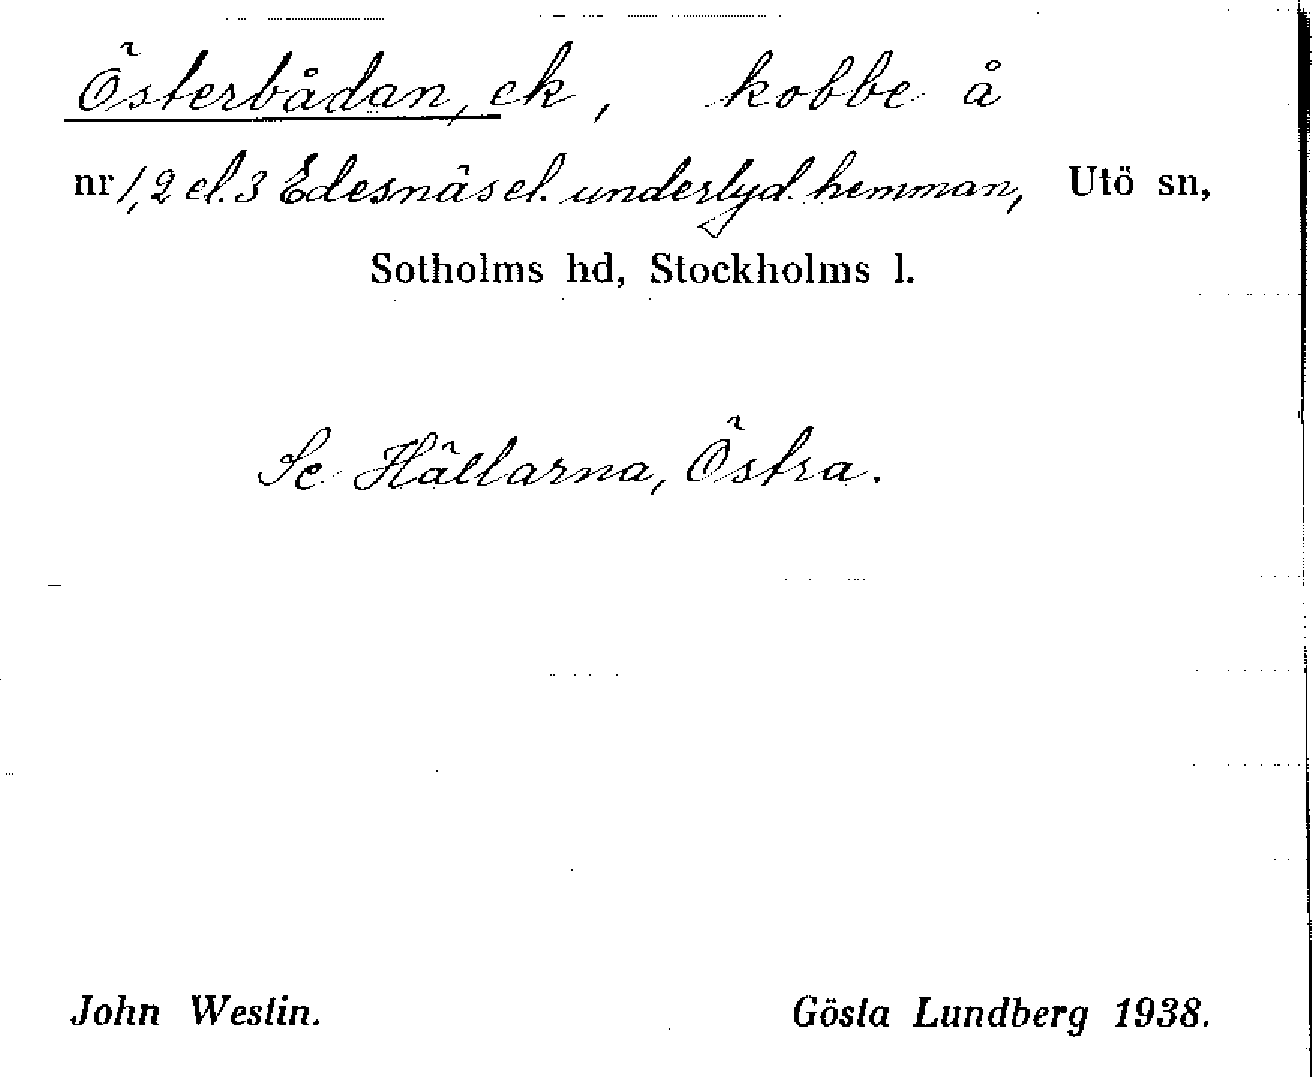 Österbådan, ek, kobbe å
nr 1, 2 el. 3 Edesnäs el. underlyd. hemman, Utö sn,
Sotholms hd, Stockholms l.
Se Hällarna, Östra.
John Westin. Gösta Lundberg 1938.